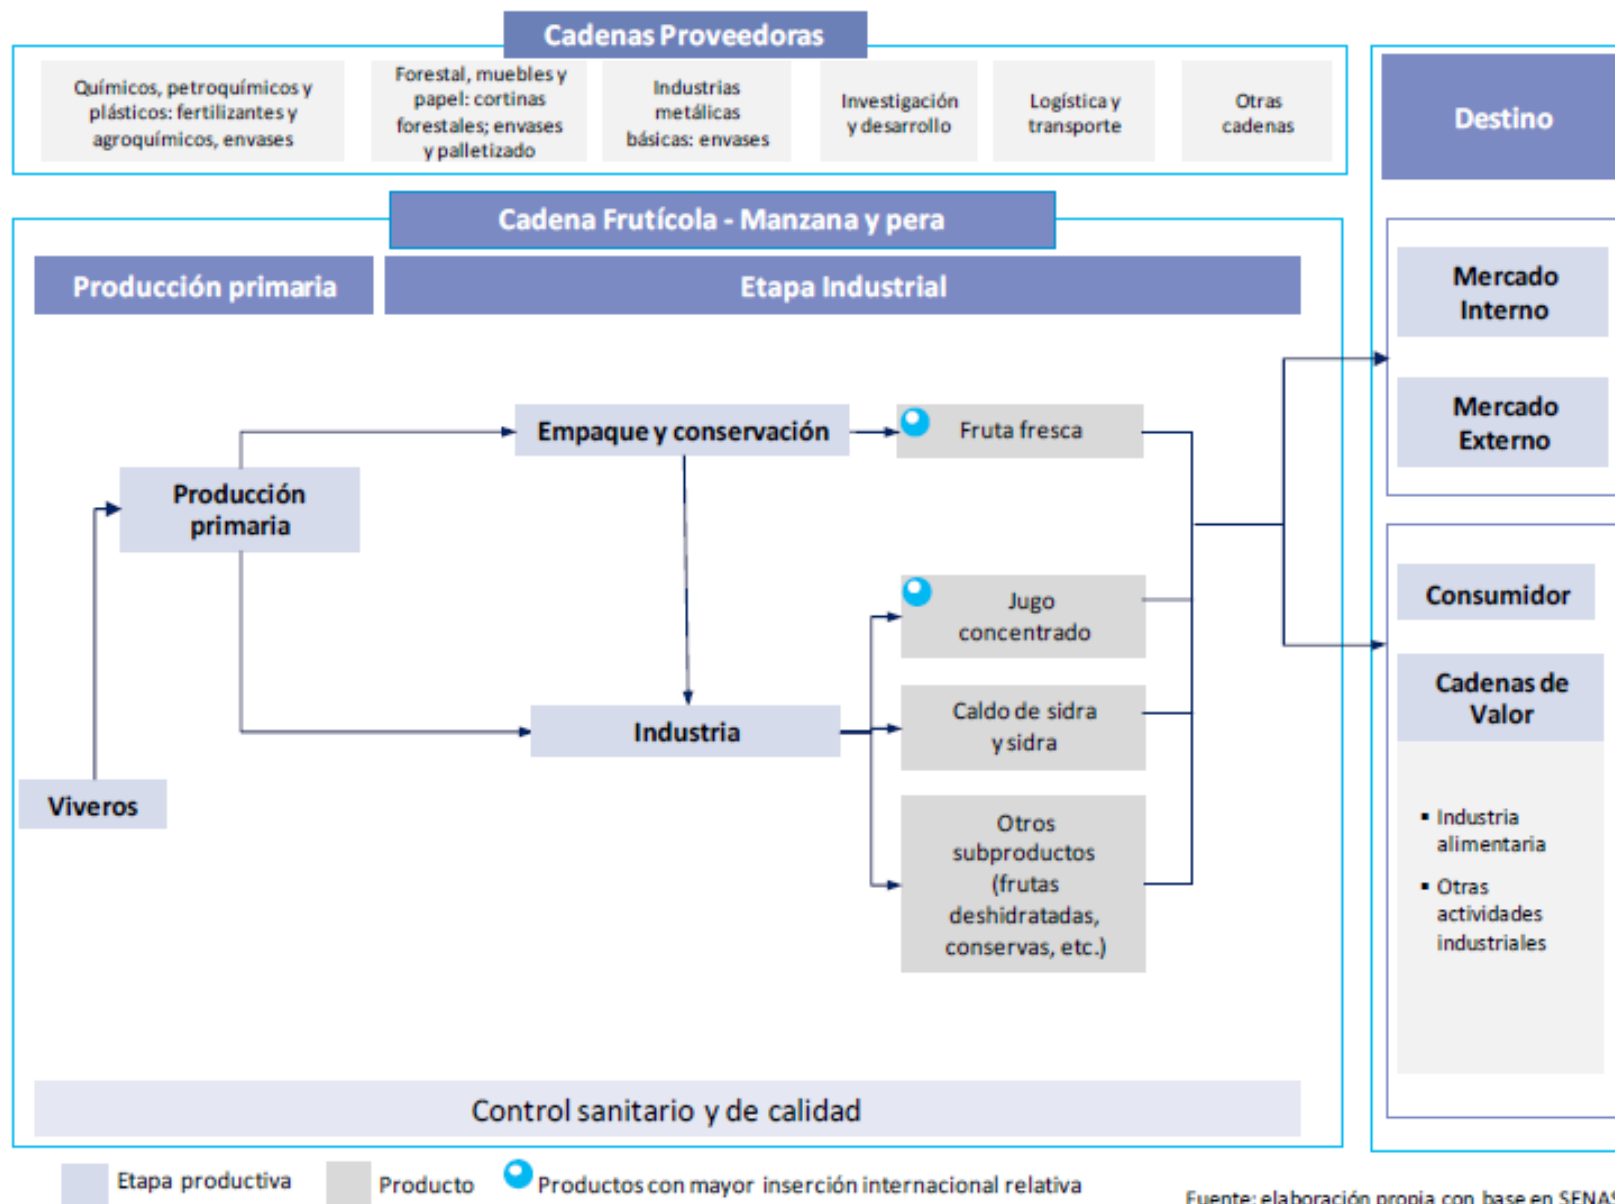 Cadenas Proveedoras
Químicos, petroquímicos y
plásticos: fertilizantes y
agroquímicos, envases
Forestal, muebles y
papel: cortinas
forestales; envases
y palletizado
Industrias
metálicas
básicas: envases
Investigación
y desarrollo
Logística y
transporte
Otras
cadenas
Destino
Cadena Frutícola - Manzana y pera
Producción primaria
Etapa Industrial
Mercado
Interno
Mercado
Externo
Empaque y conservación
Fruta fresca
Producción
primaria
Jugo
concentrado
Consumidor
Cadenas de
Valor
Caldo de sidra
y sidra
Industria
Viveros
Otros
subproductos
(frutas
deshidratadas,
conservas, etc.)
▪ Industria
alimentaria
▪ Otras
actividades
industriales
Control sanitario y de calidad
Etapa productiva
Producto
Productos con mayor inserción internacional relativa
Fuente: elaboración propia con base en SENAS